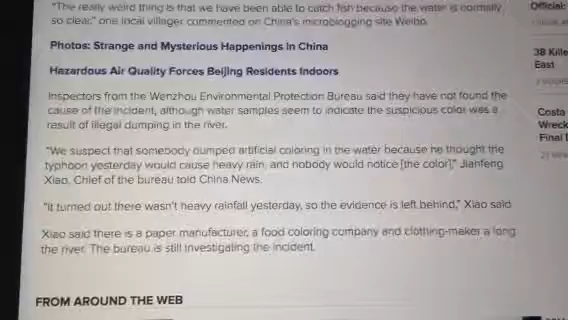 "The really weird thing is that we have been able to catch fish because the water is normally
so clear," one local villager commented on China's microblogging site Weibo.
Photos: Strange and Mysterious Happenings in China
Hazardous Air Quality Forces Beijing Residents Indoors
Inspectors from the Wenzhou Environmental Protection Bureau said they have not found the
cause of the incident, although water samples seem to indicate the suspicious color was a
result of illegal dumping in the river.
"We suspect that somebody dumped artificial coloring in the water because he thought the
typhoon yesterday would cause heavy rain, and nobody would notice [the color]," Jianfeng
Xiao, Chief of the bureau told China News.
"It turned out there wasn't heavy rainfall yesterday, so the evidence is left behind," Xiao said.
Xiao said there is a paper manufacturer, a food coloring company and clothing-maker a long
the river. The bureau is still investigating the incident.
FROM AROUND THE WEB
Official:
38 Kille
East
Costa
Wreck
Final